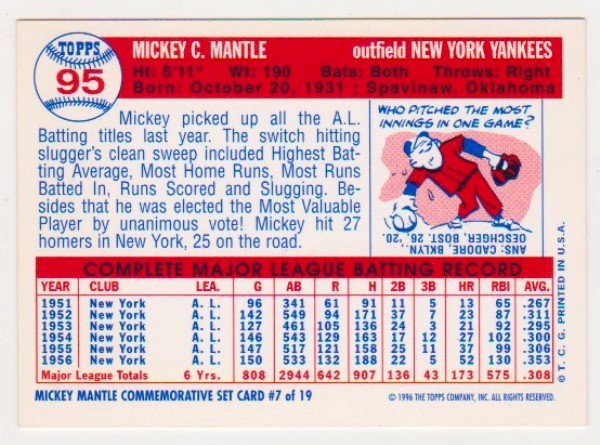 TOPPS
95
MICKEY C. MANTLE outfield NEW YORK YANKEES
Ht: 5'11" Wt: 190 Bats: Both Throws: Right
Born: October 20, 1931 : Spavinaw, Oklahoma
Mickey picked up all the A.L.
Batting titles last year. The switch hitting
slugger's clean sweep included Highest Bat-
ting Average, Most Home Runs, Most Runs
Batted In, Runs Scored and Slugging. Be-
sides that he was elected the Most Valuable
Player by unanimous vote! Mickey hit 27
homers in New York, 25 on the road.
WHO PITCHED THE MOST
INNINGS IN ONE GAME?
ANS: CADORE, BKLYN.
OESCHGER, BOST. 26, '20.
COMPLETE MAJOR LEAGUE BATTING RECORD
YEAR CLUB LEA. G AB R H 2B 3B HR RBI AVG.
1951 New York A. L. 96 341 61 91 11 5 13 65 .267
1952 New York A. L. 142 549 94 171 37 7 23 87 .311
1953 New York A. L. 127 461 105 136 24 3 21 92 .295
1954 New York A. L. 146 543 129 163 17 12 27 102 .300
1955 New York A. L. 147 517 121 158 25 11 37 99 .306
1956 New York A. L. 150 533 132 188 22 5 52 130 .353
Major League Totals 6 Yrs. 808 2944 642 907 136 43 173 575 .308
MICKEY MANTLE COMMEMORATIVE SET CARD #7 of 19
© 1996 THE TOPPS COMPANY, INC. ALL RIGHTS RESERVED.
© T. C. G. PRINTED IN U.S.A.